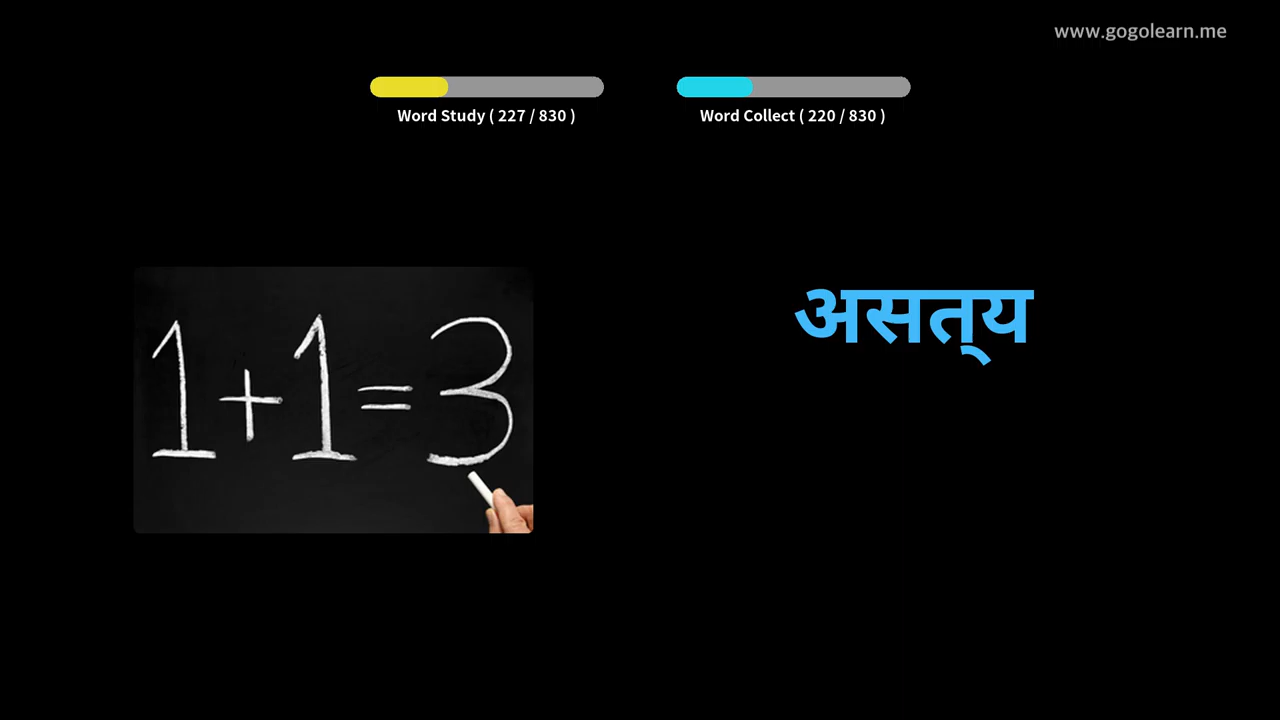 www.gogolearn.me
Word Study ( 227 / 830 )
Word Collect ( 220 / 830 )
1+1=3
असत्‌य